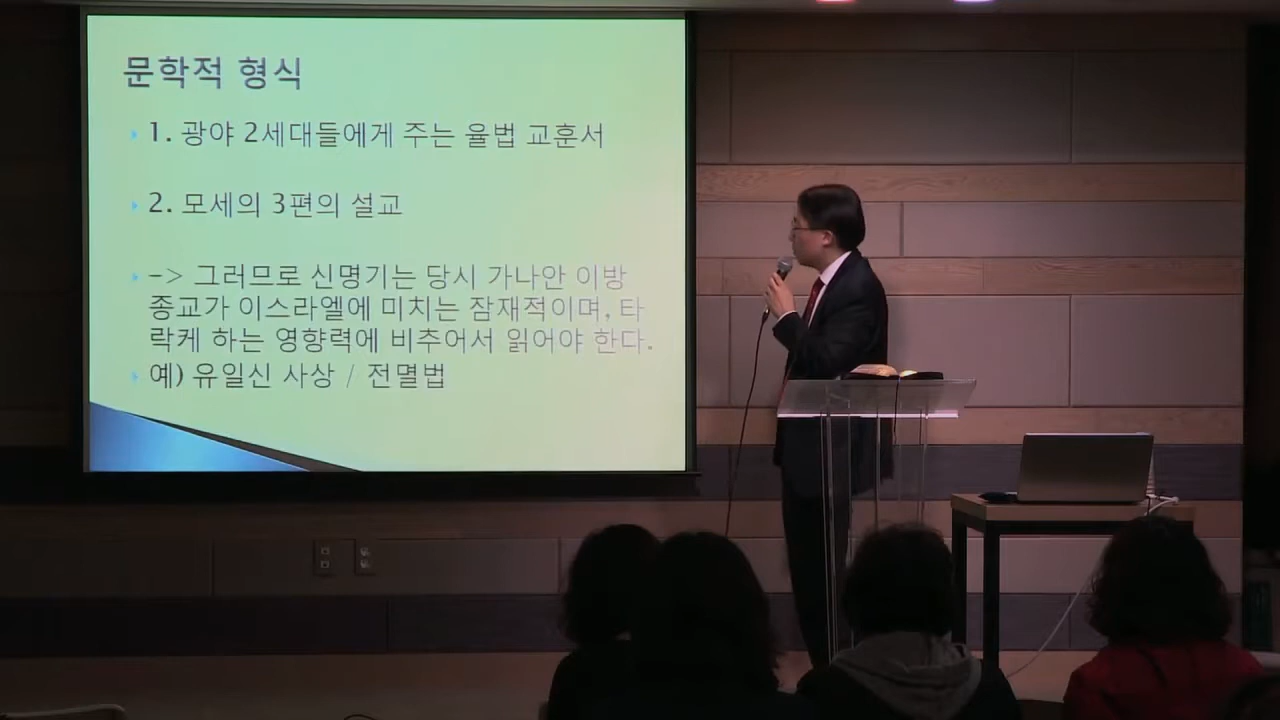 문학적 형식
1. 광야 2세대들에게 주는 율법 교훈서
2. 모세의 3편의 설교
-> 그러므로 신명기는 당시 가나안 이방
종교가 이스라엘에 미치는 잠재적이며, 타
락케 하는 영향력에 비추어서 읽어야 한다.
예) 유일신 사상 / 전멸법